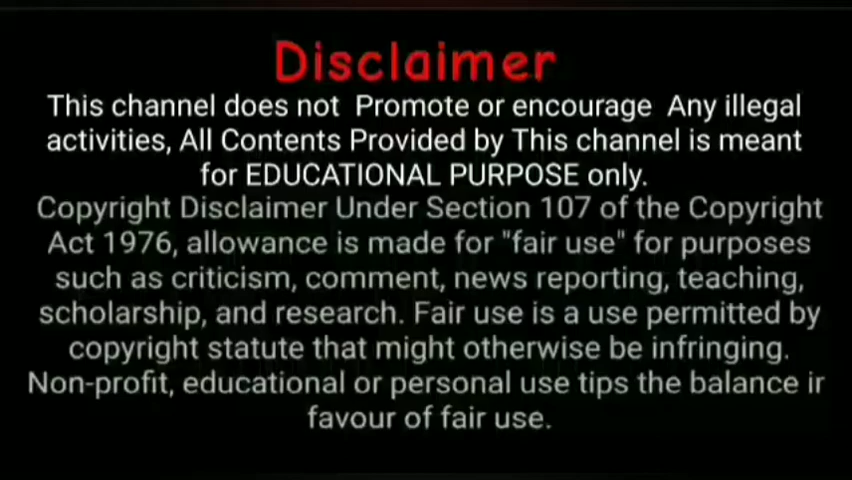 Disclaimer
This channel does not Promote or encourage Any illegal
activities, All Contents Provided by This channel is meant
for EDUCATIONAL PURPOSE only.
Copyright Disclaimer Under Section 107 of the Copyright
Act 1976, allowance is made for "fair use" for purposes
such as criticism, comment, news reporting, teaching,
scholarship, and research. Fair use is a use permitted by
copyright statute that might otherwise be infringing.
Non-profit, educational or personal use tips the balance ir
favour of fair use.